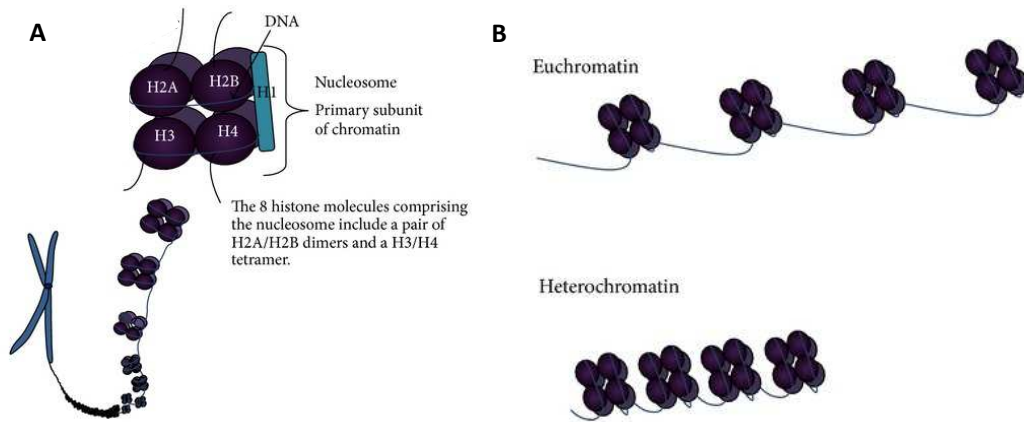 A
DNA
H2A
H2B
H1
H3
H4
Nucleosome
Primary subunit
of chromatin
The 8 histone molecules comprising
the nucleosome include a pair of
H2A/H2B dimers and a H3/H4
tetramer.
B
Euchromatin
Heterochromatin